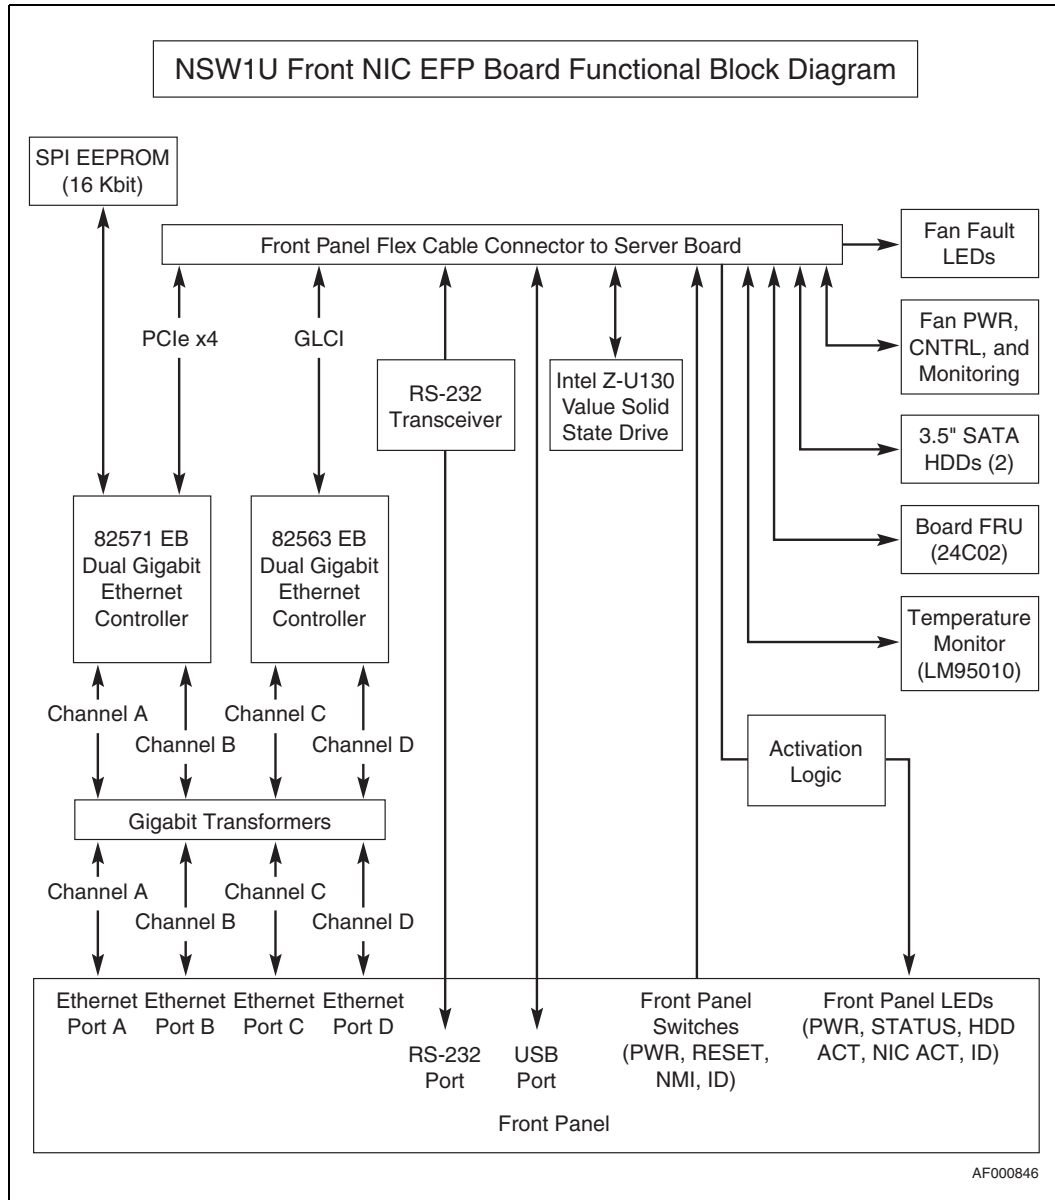 NSW1U Front NIC EFP Board Functional Block Diagram
SPI EEPROM
(16 Kbit)
Front Panel Flex Cable Connector to Server Board
Fan Fault
LEDs
PCIe x4
GLCI
Fan PWR,
CNTRL, and
Monitoring
RS-232
Transceiver
Intel Z-U130
Value Solid
State Drive
3.5" SATA
HDDs (2)
82571 EB
Dual Gigabit
Ethernet
Controller
82563 EB
Dual Gigabit
Ethernet
Controller
Board FRU
(24C02)
Temperature
Monitor
(LM95010)
Channel A
Channel B
Channel C
Channel D
Activation
Logic
Gigabit Transformers
Channel A
Channel B
Channel C
Channel D
Ethernet
Port A
Ethernet
Port B
Ethernet
Port C
Ethernet
Port D
RS-232
Port
USB
Port
Front Panel
Switches
(PWR, RESET,
NMI, ID)
Front Panel LEDs
(PWR, STATUS, HDD
ACT, NIC ACT, ID)
Front Panel
AF000846